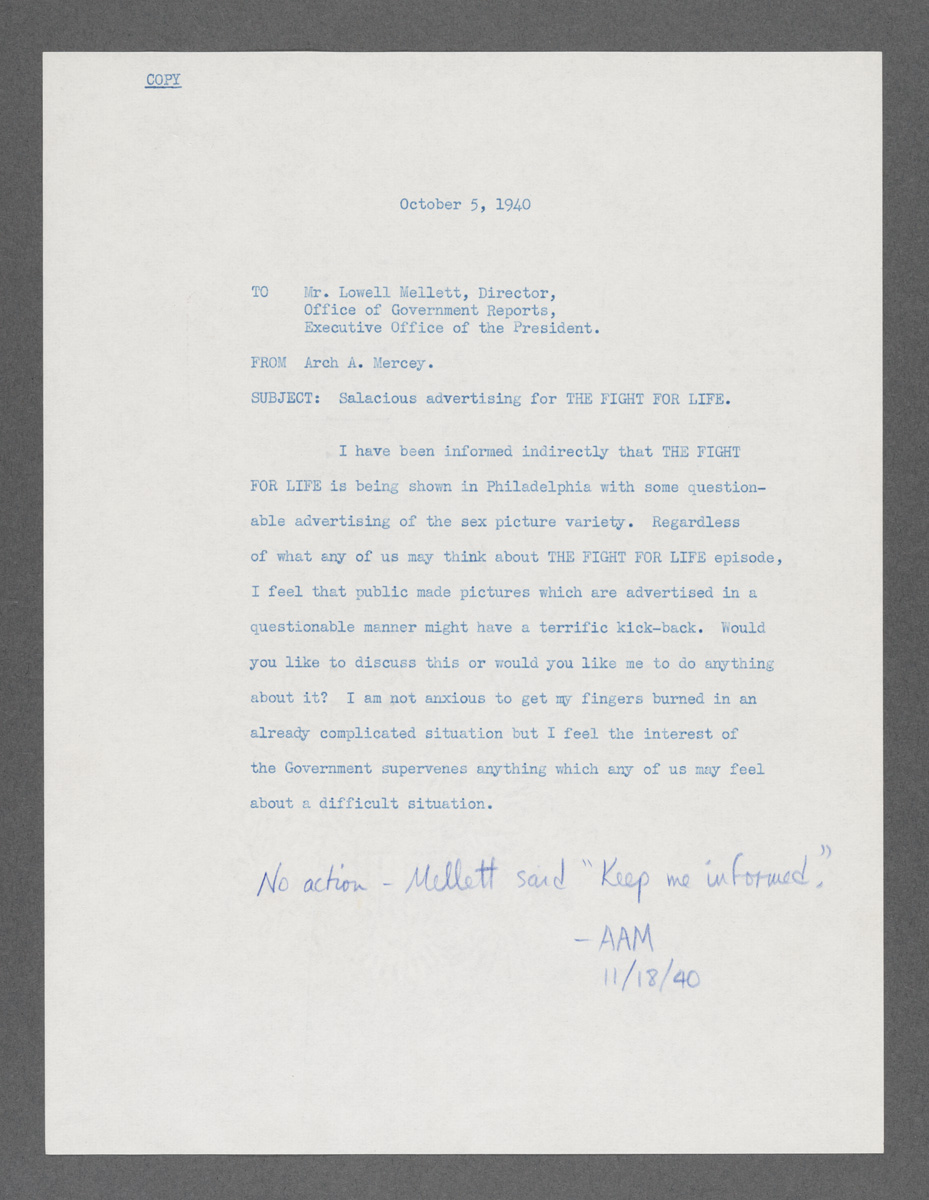 COPY
October 5, 1940
TO Mr. Lowell Mellett, Director,
Office of Government Reports,
Executive Office of the President.
FROM Arch A. Mercey.
SUBJECT: Salacious advertising for THE FIGHT FOR LIFE.
I have been informed indirectly that THE FIGHT
FOR LIFE is being shown in Philadelphia with some question-
able advertising of the sex picture variety. Regardless
of what any of us may think about THE FIGHT FOR LIFE episode,
I feel that public made pictures which are advertised in a
questionable manner might have a terrific kick-back. Would
you like to discuss this or would you like me to do anything
about it? I am not anxious to get my fingers burned in an
already complicated situation but I feel the interest of
the Government supervenes anything which any of us may feel
about a difficult situation.
No action - Mellett said "Keep me informed."
- AAM
11/18/40